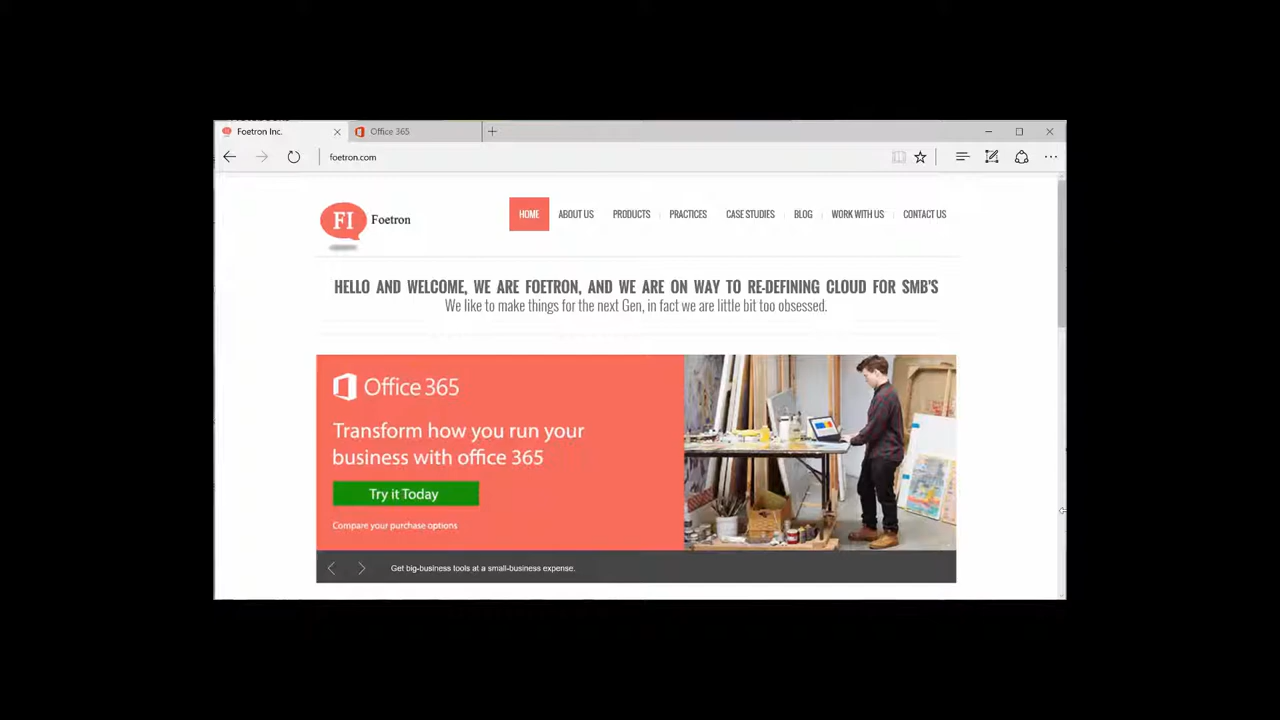 Foetron Inc.
Office 365
foetron.com
FI
Foetron
HOME
ABOUT US
PRODUCTS
PRACTICES
CASE STUDIES
BLOG
WORK WITH US
CONTACT US
HELLO AND WELCOME, WE ARE FOETRON, AND WE ARE ON WAY TO RE-DEFINING CLOUD FOR SMB'S
We like to make things for the next Gen, in fact we are little bit too obsessed.
Office 365
Transform how you run your
business with office 365
Try it Today
Compare your purchase options
Get big-business tools at a small-business expense.